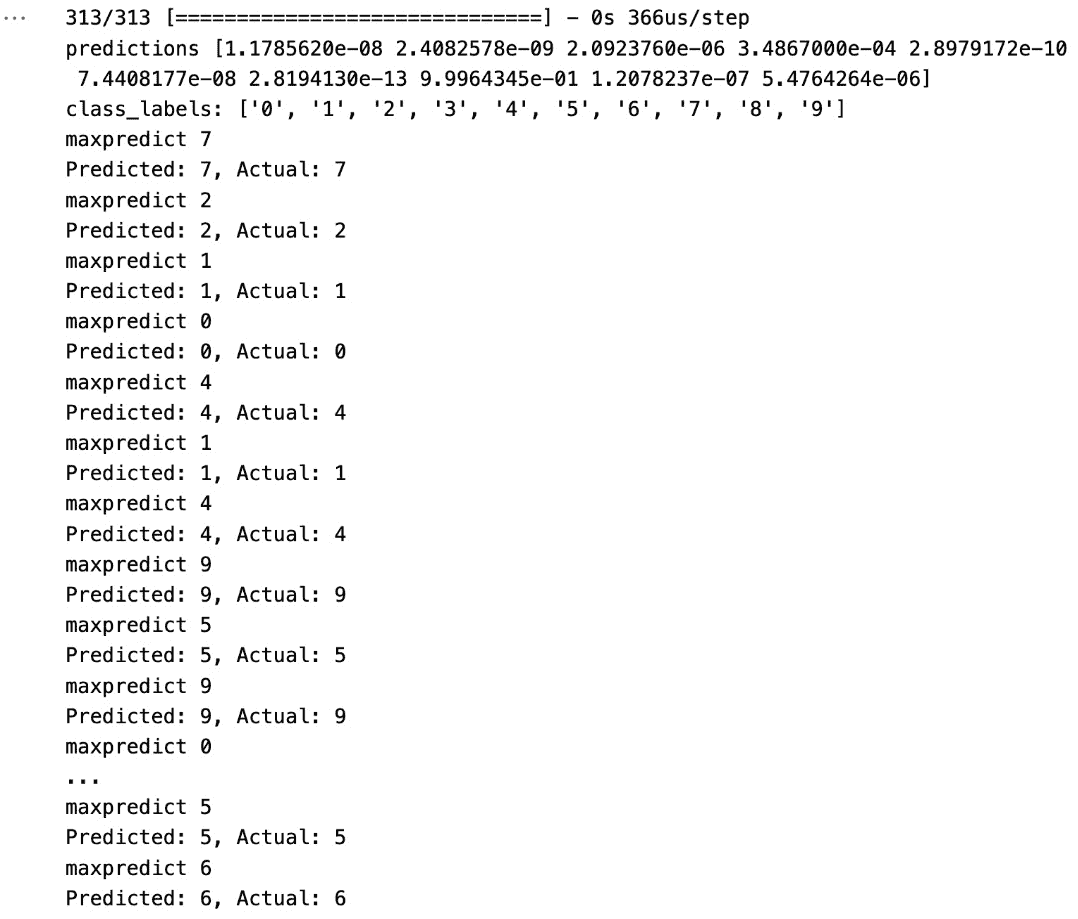 ...
313/313 [==============================] - 0s 366us/step
predictions [1.1785620e-08 2.4082578e-09 2.0923760e-06 3.4867000e-04 2.8979172e-10
 7.4408177e-08 2.8194130e-13 9.9964345e-01 1.2078237e-07 5.4764264e-06]
class_labels: ['0', '1', '2', '3', '4', '5', '6', '7', '8', '9']
maxpredict 7
Predicted: 7, Actual: 7
maxpredict 2
Predicted: 2, Actual: 2
maxpredict 1
Predicted: 1, Actual: 1
maxpredict 0
Predicted: 0, Actual: 0
maxpredict 4
Predicted: 4, Actual: 4
maxpredict 1
Predicted: 1, Actual: 1
maxpredict 4
Predicted: 4, Actual: 4
maxpredict 9
Predicted: 9, Actual: 9
maxpredict 5
Predicted: 5, Actual: 5
maxpredict 9
Predicted: 9, Actual: 9
maxpredict 0
...
maxpredict 5
Predicted: 5, Actual: 5
maxpredict 6
Predicted: 6, Actual: 6